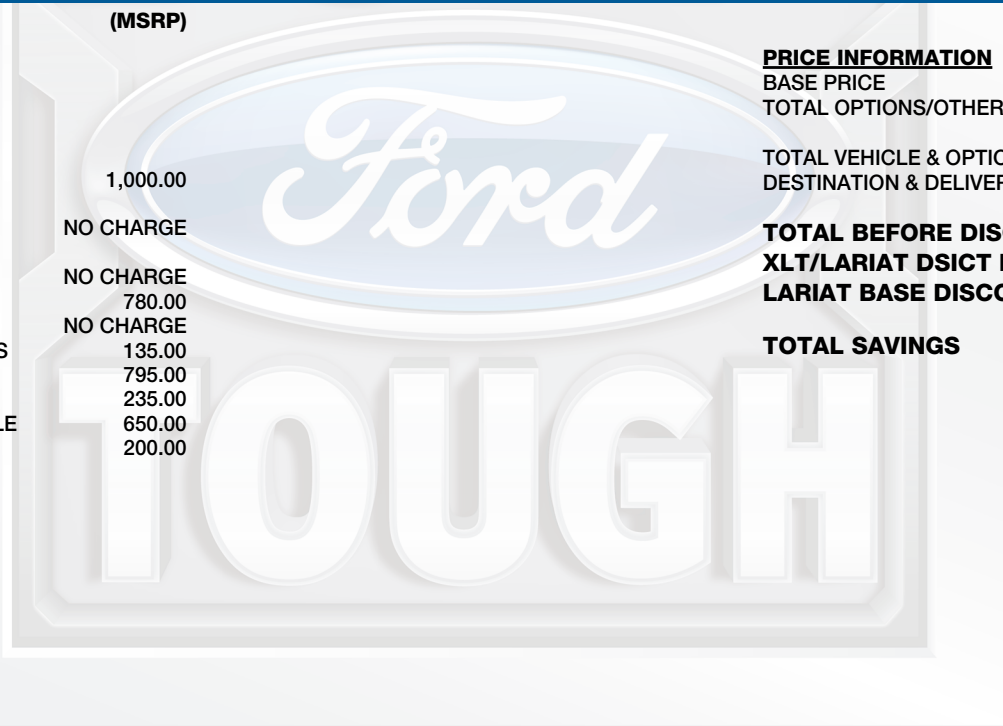 (MSRP)
1,000.00
NO CHARGE
NO CHARGE
780.00
NO CHARGE
S 135.00
795.00
235.00
LE 650.00
200.00
Ford
TOUGH
PRICE INFORMATION
BASE PRICE
TOTAL OPTIONS/OTHER
TOTAL VEHICLE & OPTIO
DESTINATION & DELIVER
TOTAL BEFORE DISC
XLT/LARIAT DSICT
LARIAT BASE DISCO
TOTAL SAVINGS